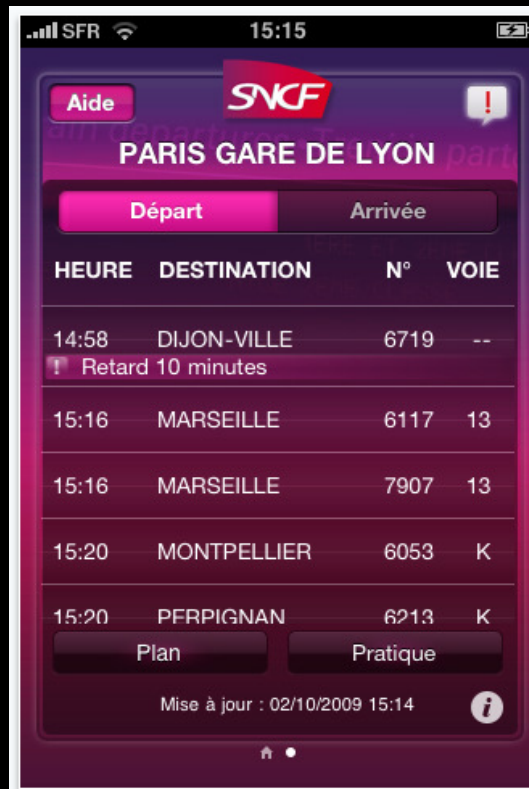 SFR 15:15
Aide SNCF !
PARIS GARE DE LYON
Départ Arrivée
HEURE DESTINATION N° VOIE
14:58 DIJON-VILLE 6719 --
! Retard 10 minutes
15:16 MARSEILLE 6117 13
15:16 MARSEILLE 7907 13
15:20 MONTPELLIER 6053 K
15:20 PERPIGNAN 6213 K
Plan Pratique
Mise à jour : 02/10/2009 15:14 i